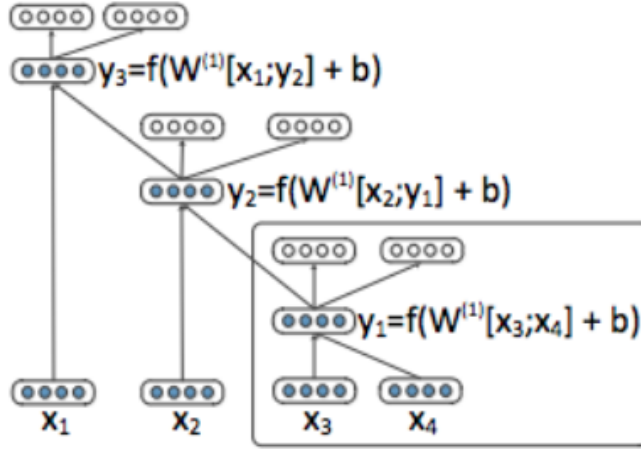 y₃=f(W⁽¹⁾[x₁;y₂] + b)
y₂=f(W⁽¹⁾[x₂;y₁] + b)
y₁=f(W⁽¹⁾[x₃;x₄] + b)
x₁ x₂ x₃ x₄